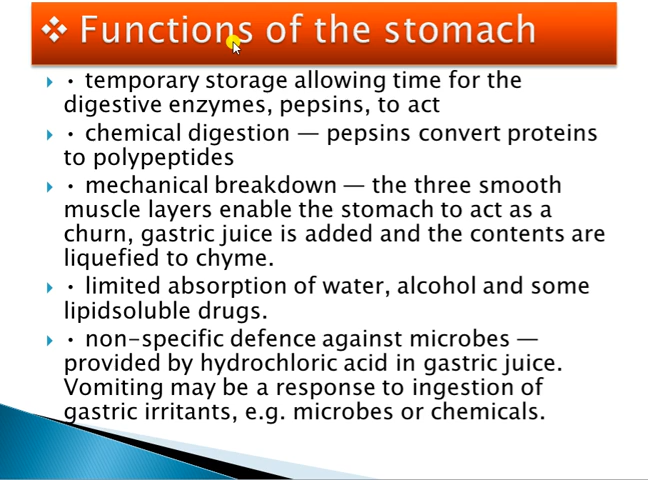 ❖ Functions of the stomach
• temporary storage allowing time for the
digestive enzymes, pepsins, to act
• chemical digestion — pepsins convert proteins
to polypeptides
• mechanical breakdown — the three smooth
muscle layers enable the stomach to act as a
churn, gastric juice is added and the contents are
liquefied to chyme.
• limited absorption of water, alcohol and some
lipidsoluble drugs.
• non-specific defence against microbes —
provided by hydrochloric acid in gastric juice.
Vomiting may be a response to ingestion of
gastric irritants, e.g. microbes or chemicals.